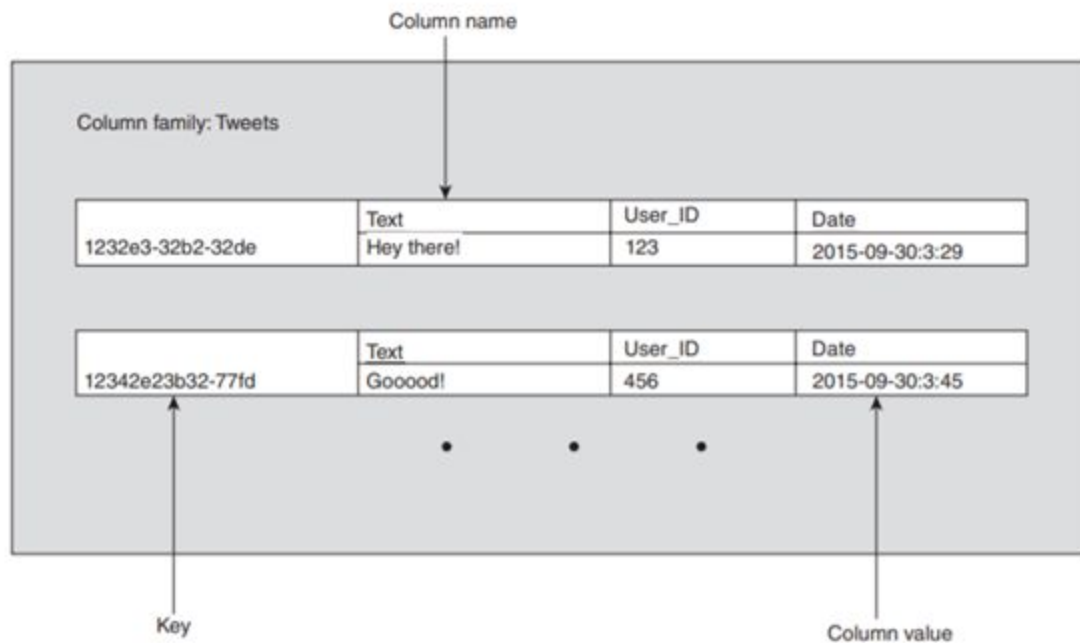 Column name
Column family: Tweets
Text User_ID Date
1232e3-32b2-32de Hey there! 123 2015-09-30:3:29
Text User_ID Date
12342e23b32-77fd Gooood! 456 2015-09-30:3:45
Key
Column value